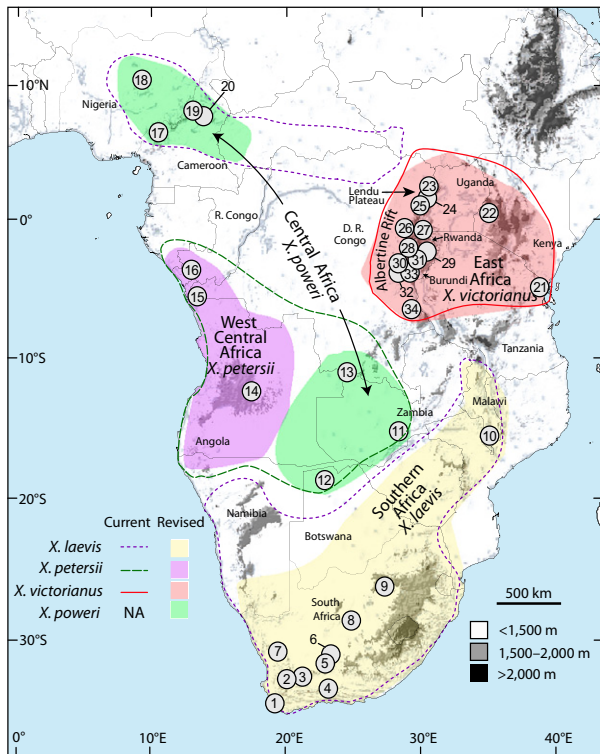 10°N
0°
10°S
20°S
30°S
0°
10°E
20°E
30°E
40°E
18
19
20
17
Nigeria
Cameroon
R. Congo
D. R.
Congo
Central Africa
X. poweri
Lendu
Plateau
Albertine Rift
Uganda
Kenya
Rwanda
Burundi
East
Africa
X. victorianus
Tanzania
23
24
25
22
26
27
28
29
30
31
32
33
34
21
16
15
West
Central
Africa
X. petersii
14
Angola
13
11
12
Zambia
Malawi
10
Southern
Africa
X. laevis
Namibia
Botswana
South
Africa
9
8
7
6
5
4
3
2
1
Current Revised
X. laevis
X. petersii
X. victorianus
X. poweri NA
500 km
<1,500 m
1,500–2,000 m
>2,000 m